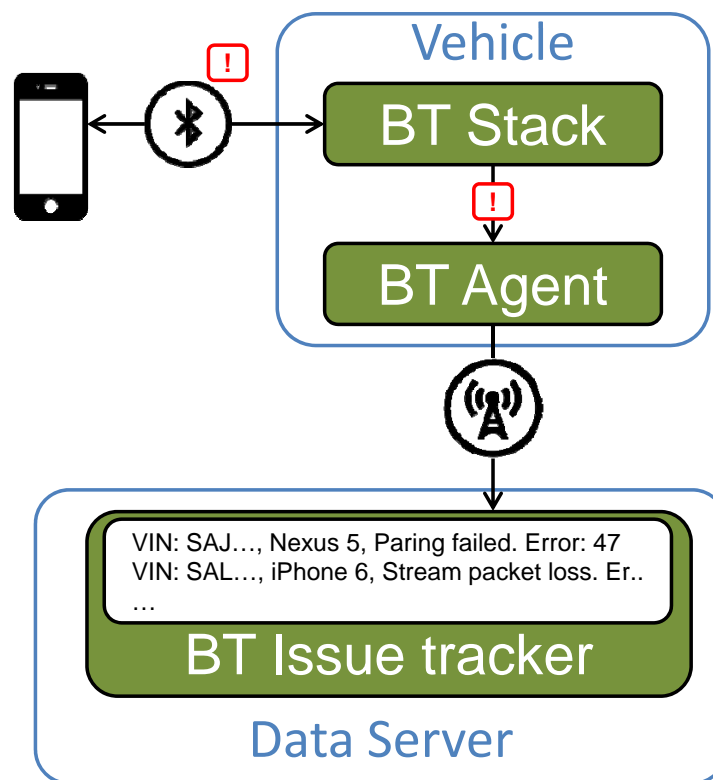 Vehicle
!
BT Stack
!
BT Agent
VIN: SAJ…, Nexus 5, Paring failed. Error: 47
VIN: SAL…, iPhone 6, Stream packet loss. Er..
…
BT Issue tracker
Data Server